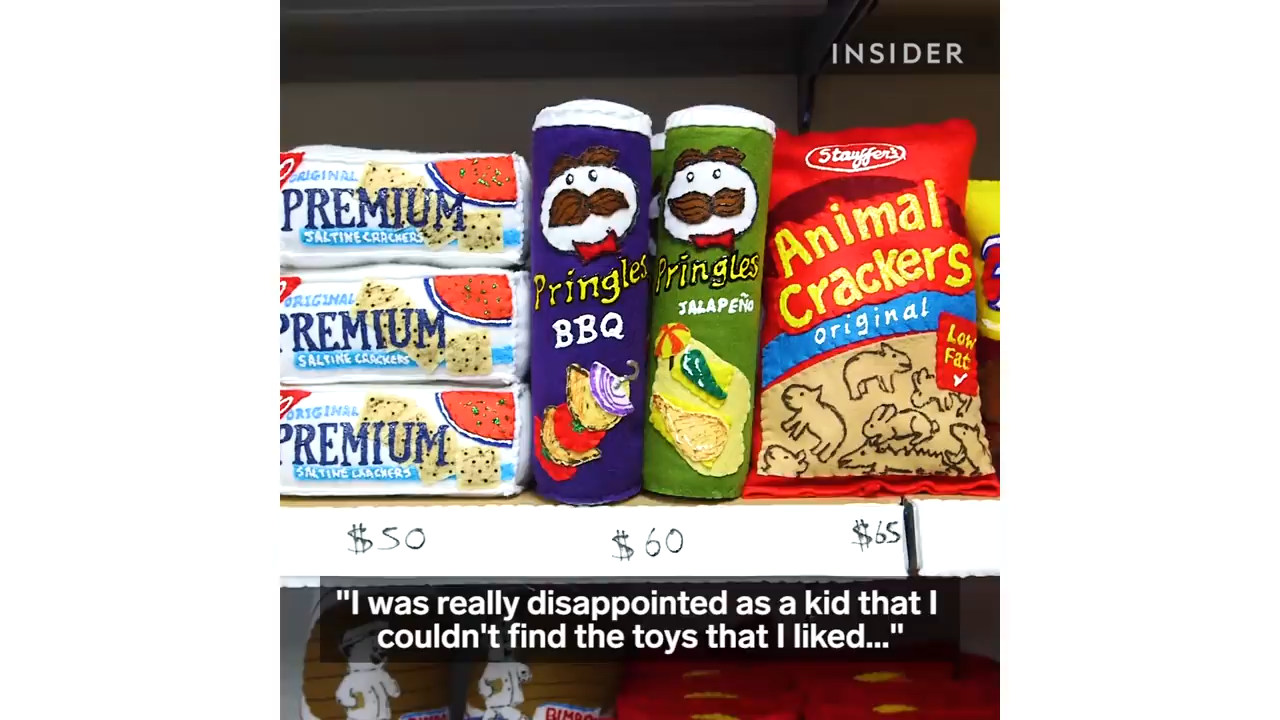 INSIDER
ORIGINAL
PREMIUM
SALTINE CRACKERS
ORIGINAL
PREMIUM
SALTINE CRACKERS
ORIGINAL
PREMIUM
SALTINE CRACKERS
Pringles
BBQ
Pringles
JALAPEÑO
Stauffer's
Animal
Crackers
original
Low
Fat
$50
$60
$65
"I was really disappointed as a kid that I
couldn't find the toys that I liked..."
BIMBO